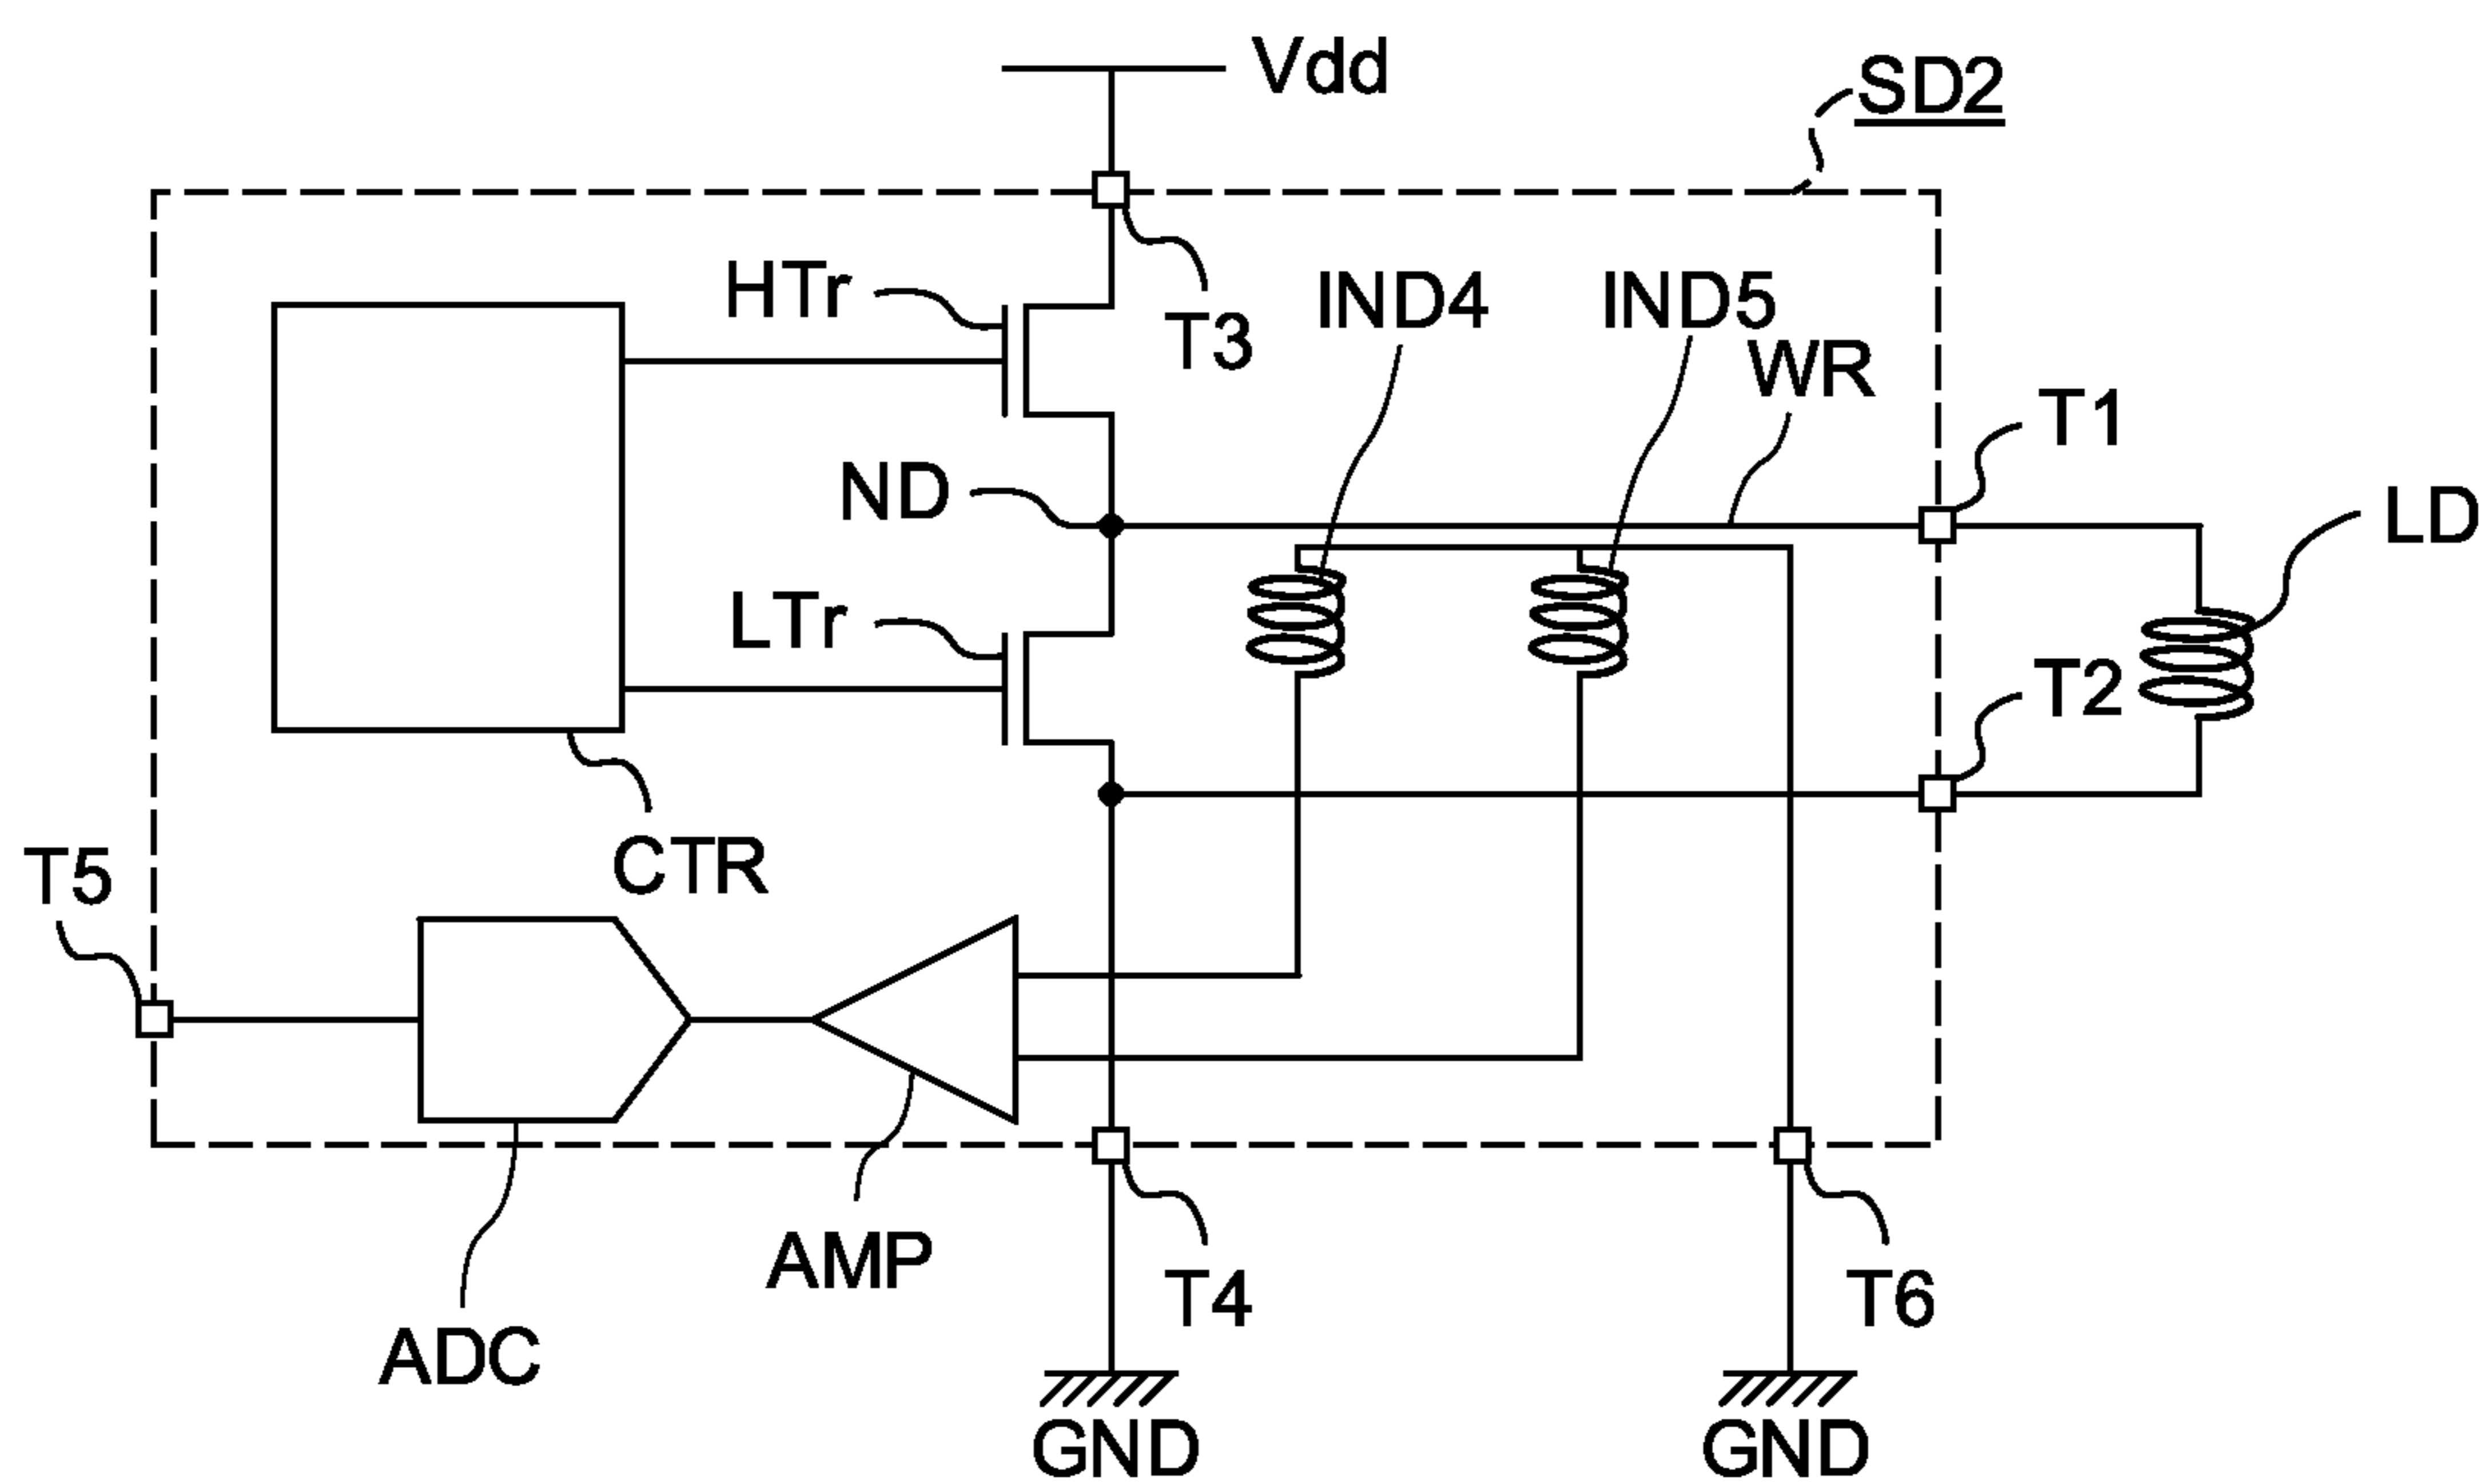 Vdd
SD2
HTr
T3
IND4
IND5
WR
T1
ND
LD
LTr
T2
CTR
T5
AMP
T4
T6
ADC
GND
GND